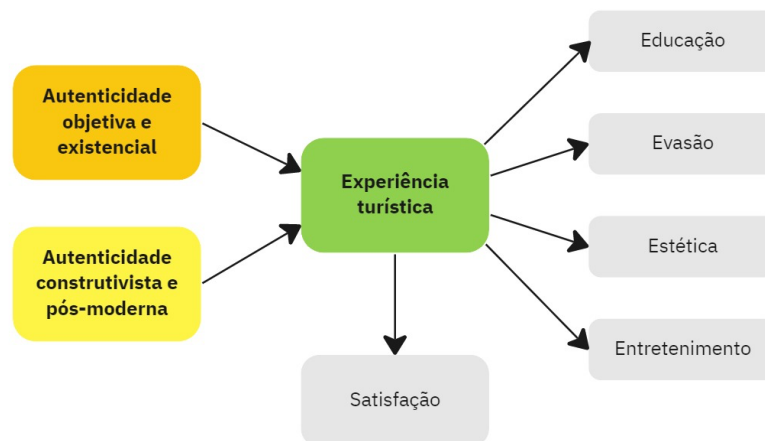 Autenticidade
objetiva e
existencial
Autenticidade
construtivista e
pós-moderna
Experiência
turística
Satisfação
Educação
Evasão
Estética
Entretenimento